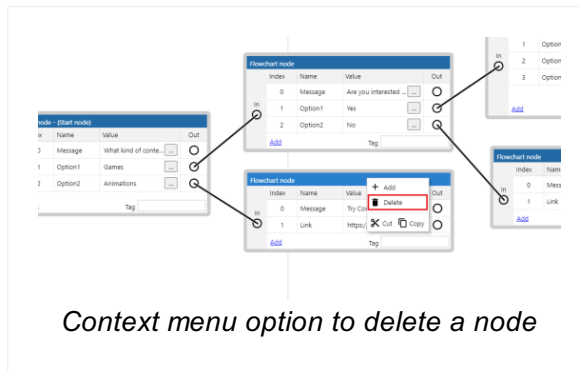 1 Option
2 Option
3 Option
Add
Flowchart node
Index Name Value Out
In
0 Message Are you interested ... ...
1 Option1 Yes ...
2 Option2 No ...
Add Tag
node - (Start node)
Name Value Out
Message What kind of conte... ...
Option1 Games ...
Option2 Animations ...
Tag
Flowchart node
Index Name Value Out
In
0 Message Try Co
1 Link https:/
Add Tag
+ Add
Delete
Cut Copy
Flowchart node
Index Nam
In
0 Mess
1 Link
Add
In
Context menu option to delete a node